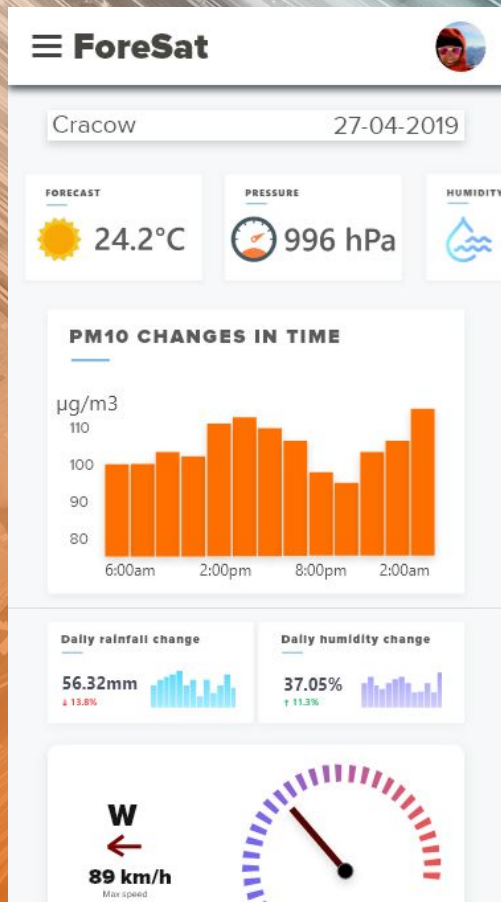 ForeSat
Cracow 27-04-2019
FORECAST PRESSURE HUMIDITY
24.2°C 996 hPa
PM10 CHANGES IN TIME
µg/m3
110
100
90
80
6:00am 2:00pm 8:00pm 2:00am
Daily rainfall change Daily humidity change
56.32mm 37.05%
↓ 13.8% ↑ 11.3%
W
89 km/h
Max speed